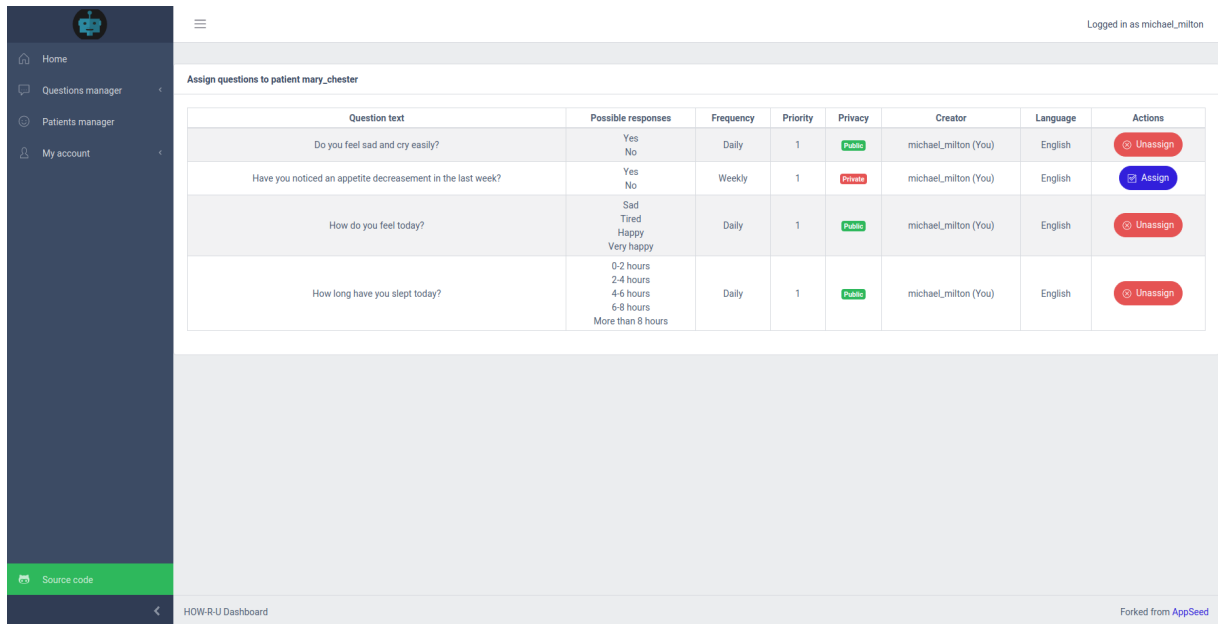 Logged in as michael_milton
Home
Questions manager
Patients manager
My account
Assign questions to patient mary_chester
Question text Possible responses Frequency Priority Privacy Creator Language Actions
Do you feel sad and cry easily? Yes No Daily 1 Public michael_milton (You) English Unassign
Have you noticed an appetite decreasement in the last week? Yes No Weekly 1 Private michael_milton (You) English Assign
How do you feel today? Sad Tired Happy Very happy Daily 1 Public michael_milton (You) English Unassign
How long have you slept today? 0-2 hours 2-4 hours 4-6 hours 6-8 hours More than 8 hours Daily 1 Public michael_milton (You) English Unassign
Source code
HOW-R-U Dashboard
Forked from AppSeed